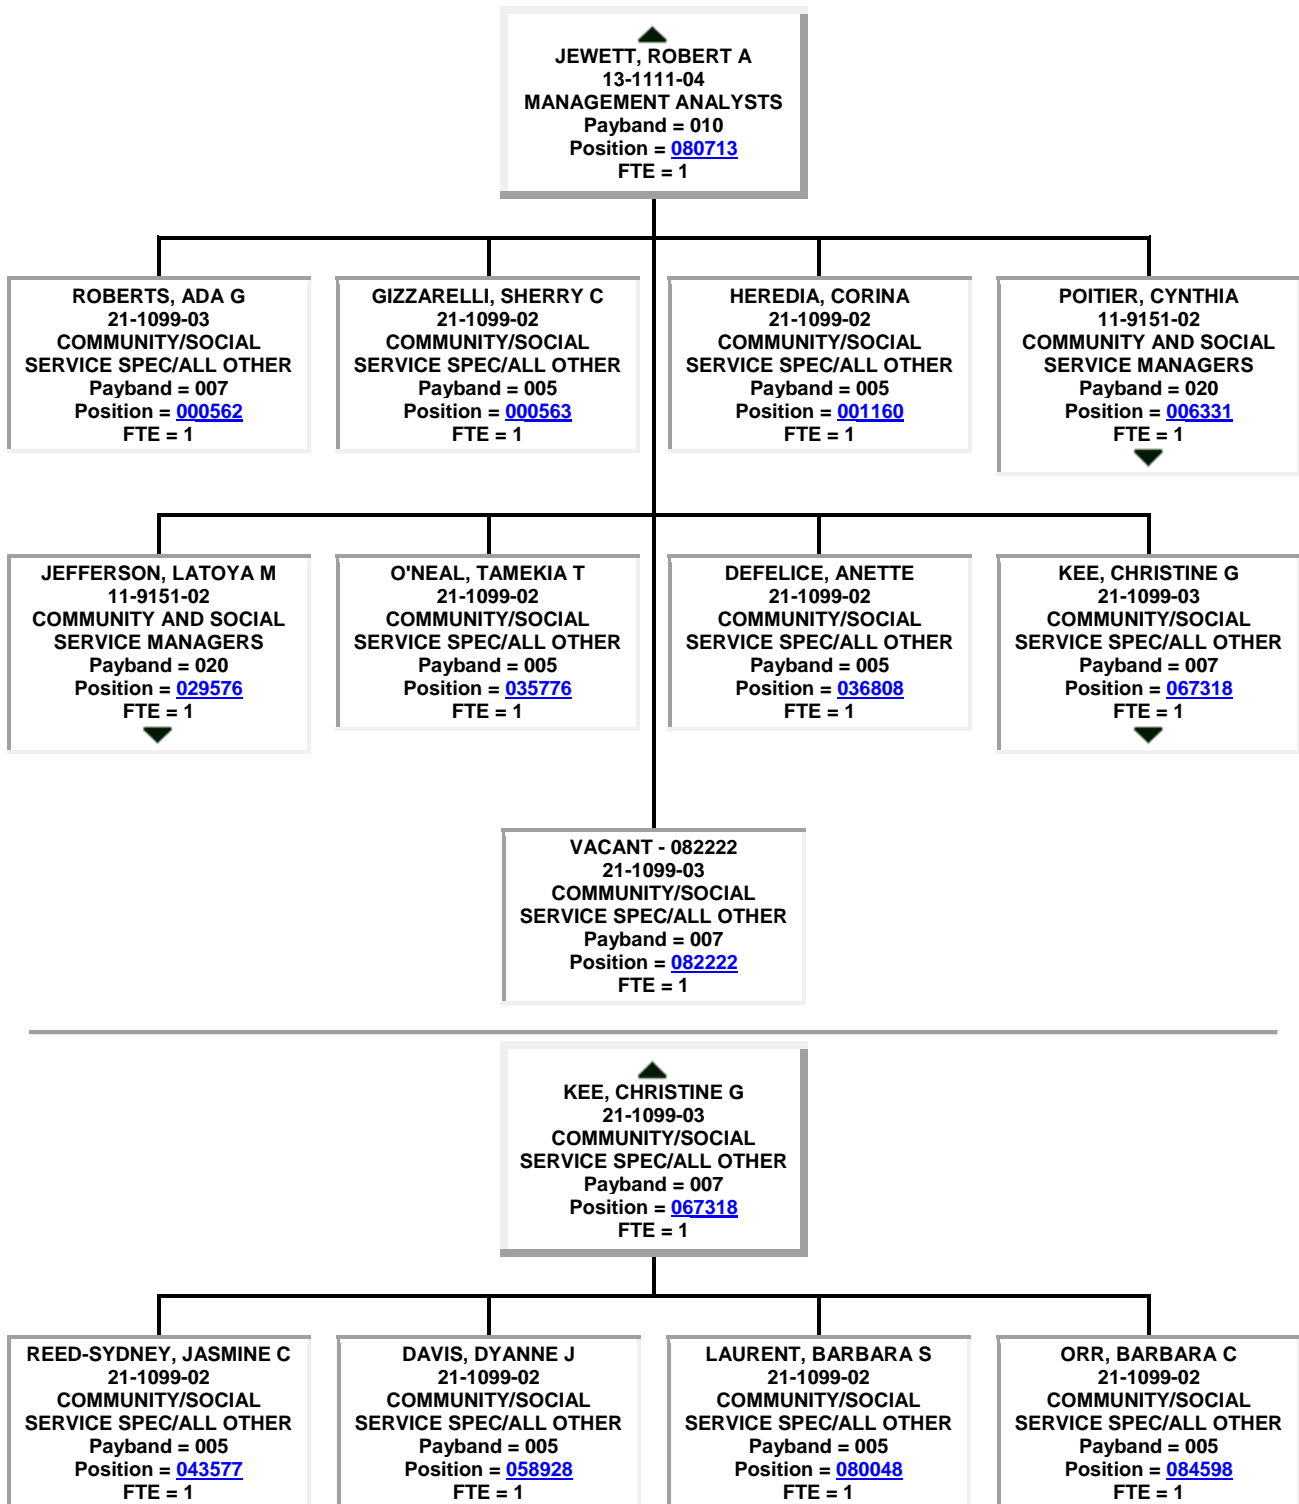 JEWETT, ROBERT A
13-1111-04
MANAGEMENT ANALYSTS
Payband = 010
Position = 080713
FTE = 1
ROBERTS, ADA G
21-1099-03
COMMUNITY/SOCIAL
SERVICE SPEC/ALL OTHER
Payband = 007
Position = 000562
FTE = 1
GIZZARELLI, SHERRY C
21-1099-02
COMMUNITY/SOCIAL
SERVICE SPEC/ALL OTHER
Payband = 005
Position = 000563
FTE = 1
HEREDIA, CORINA
21-1099-02
COMMUNITY/SOCIAL
SERVICE SPEC/ALL OTHER
Payband = 005
Position = 001160
FTE = 1
POITIER, CYNTHIA
11-9151-02
COMMUNITY AND SOCIAL
SERVICE MANAGERS
Payband = 020
Position = 006331
FTE = 1
JEFFERSON, LATOYA M
11-9151-02
COMMUNITY AND SOCIAL
SERVICE MANAGERS
Payband = 020
Position = 029576
FTE = 1
O'NEAL, TAMEKIA T
21-1099-02
COMMUNITY/SOCIAL
SERVICE SPEC/ALL OTHER
Payband = 005
Position = 035776
FTE = 1
DEFELICE, ANETTE
21-1099-02
COMMUNITY/SOCIAL
SERVICE SPEC/ALL OTHER
Payband = 005
Position = 036808
FTE = 1
KEE, CHRISTINE G
21-1099-03
COMMUNITY/SOCIAL
SERVICE SPEC/ALL OTHER
Payband = 007
Position = 067318
FTE = 1
VACANT - 082222
21-1099-03
COMMUNITY/SOCIAL
SERVICE SPEC/ALL OTHER
Payband = 007
Position = 082222
FTE = 1
KEE, CHRISTINE G
21-1099-03
COMMUNITY/SOCIAL
SERVICE SPEC/ALL OTHER
Payband = 007
Position = 067318
FTE = 1
REED-SYDNEY, JASMINE C
21-1099-02
COMMUNITY/SOCIAL
SERVICE SPEC/ALL OTHER
Payband = 005
Position = 043577
FTE = 1
DAVIS, DYANNE J
21-1099-02
COMMUNITY/SOCIAL
SERVICE SPEC/ALL OTHER
Payband = 005
Position = 058928
FTE = 1
LAURENT, BARBARA S
21-1099-02
COMMUNITY/SOCIAL
SERVICE SPEC/ALL OTHER
Payband = 005
Position = 080048
FTE = 1
ORR, BARBARA C
21-1099-02
COMMUNITY/SOCIAL
SERVICE SPEC/ALL OTHER
Payband = 005
Position = 084598
FTE = 1